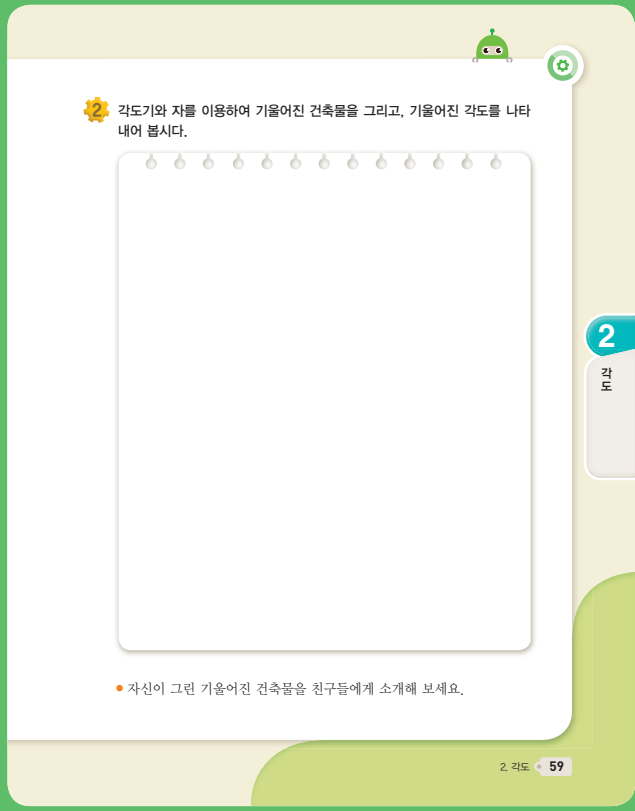 2 각도기와 자를 이용하여 기울어진 건축물을 그리고, 기울어진 각도를 나타
내어 봅시다.
2
각도
• 자신이 그린 기울어진 건축물을 친구들에게 소개해 보세요.
2. 각도 59